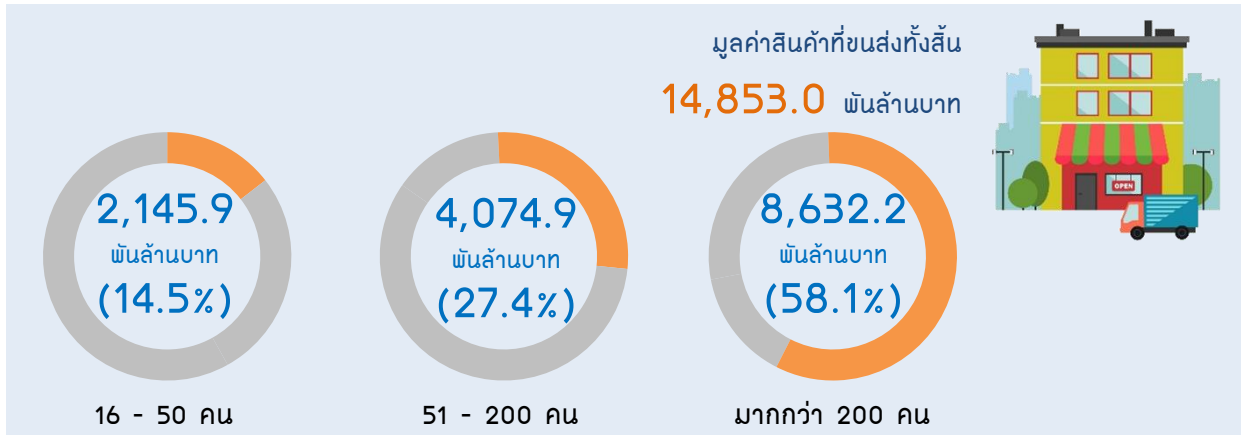 มูลค่าสินค้าที่ขนส่งทั้งสิ้น
14,853.0 พันล้านบาท
OPEN
2,145.9
พันล้านบาท
(14.5%)
16 - 50 คน
4,074.9
พันล้านบาท
(27.4%)
51 - 200 คน
8,632.2
พันล้านบาท
(58.1%)
มากกว่า 200 คน